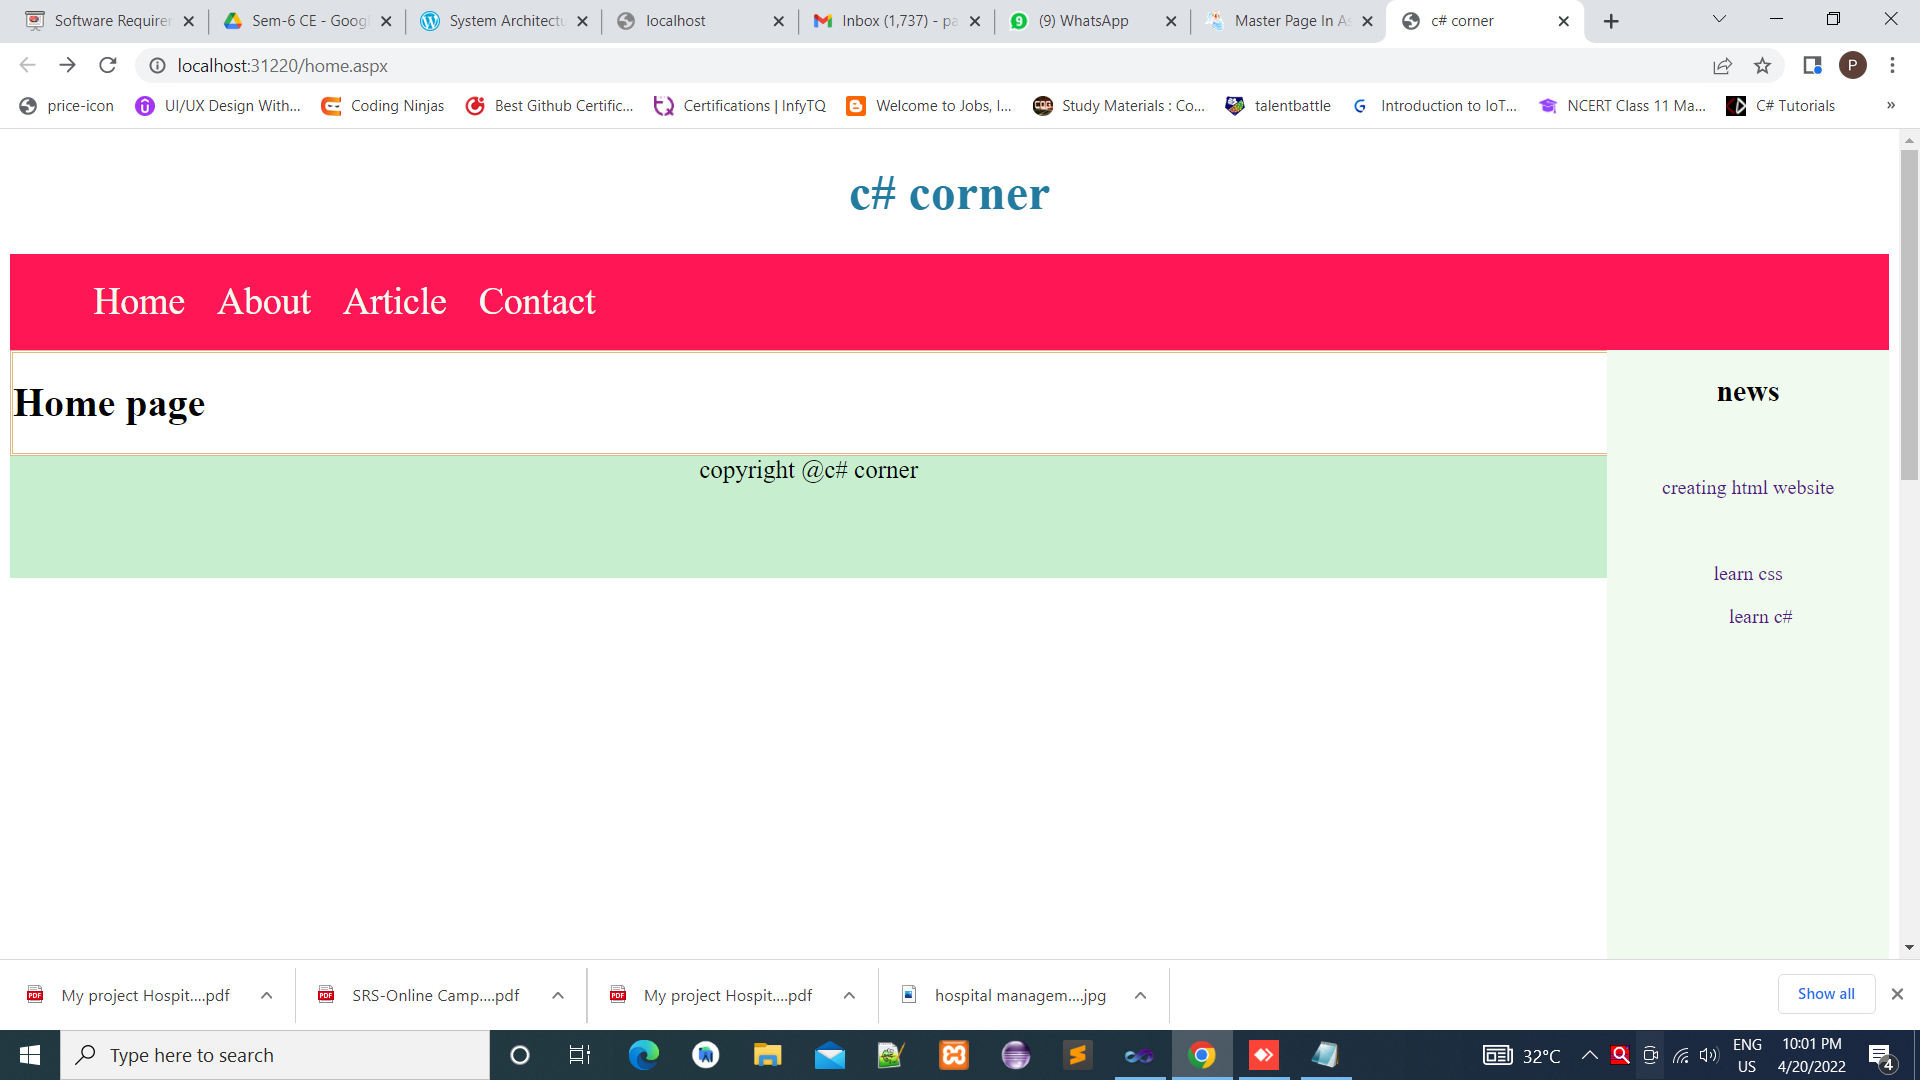 Software Requirer
Sem-6 CE - Goog
System Architectu
localhost
Inbox (1,737) - pa
(9) WhatsApp
Master Page In As
c# corner
localhost:31220/home.aspx
P
price-icon
UI/UX Design With...
Coding Ninjas
Best Github Certific...
Certifications | InfyTQ
Welcome to Jobs, I...
Study Materials : Co...
talentbattle
Introduction to IoT...
NCERT Class 11 Ma...
C# Tutorials
»
c# corner
Home About Article Contact
Home page
copyright @c# corner
news
creating html website
learn css
learn c#
My project Hospit....pdf
SRS-Online Camp....pdf
My project Hospit....pdf
hospital managem....jpg
Show all
Type here to search
32°C
ENG
US
10:01 PM
4/20/2022
4